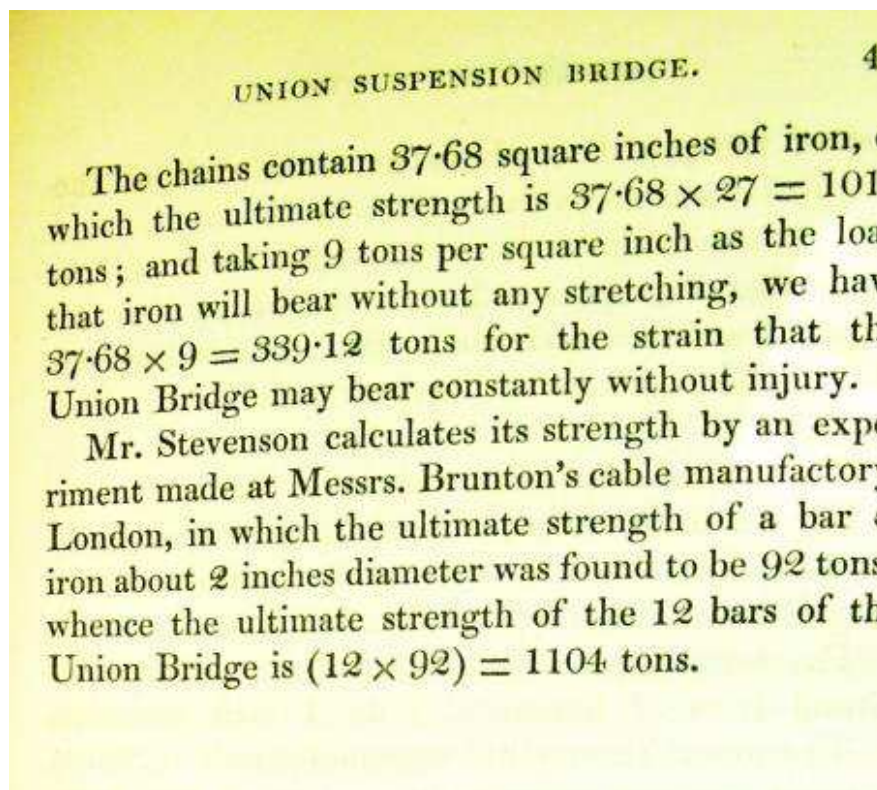 UNION SUSPENSION BRIDGE. 4
The chains contain 37·68 square inches of iron,
which the ultimate strength is 37·68 × 27 = 101
tons; and taking 9 tons per square inch as the loa
that iron will bear without any stretching, we hav
37·68 × 9 = 339·12 tons for the strain that th
Union Bridge may bear constantly without injury.
Mr. Stevenson calculates its strength by an expe
riment made at Messrs. Brunton's cable manufactory
London, in which the ultimate strength of a bar
iron about 2 inches diameter was found to be 92 tons
whence the ultimate strength of the 12 bars of th
Union Bridge is (12 × 92) = 1104 tons.